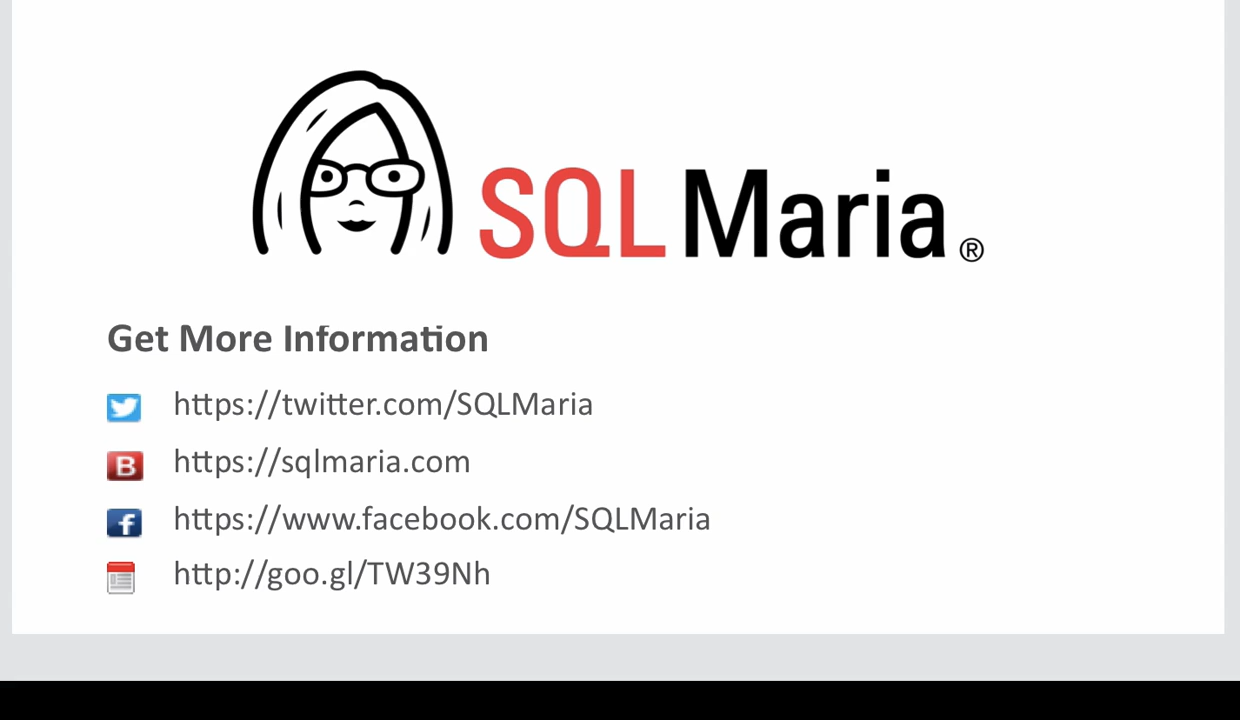 SQLMaria®
Get More Information
https://twitter.com/SQLMaria
B https://sqlmaria.com
f https://www.facebook.com/SQLMaria
http://goo.gl/TW39Nh